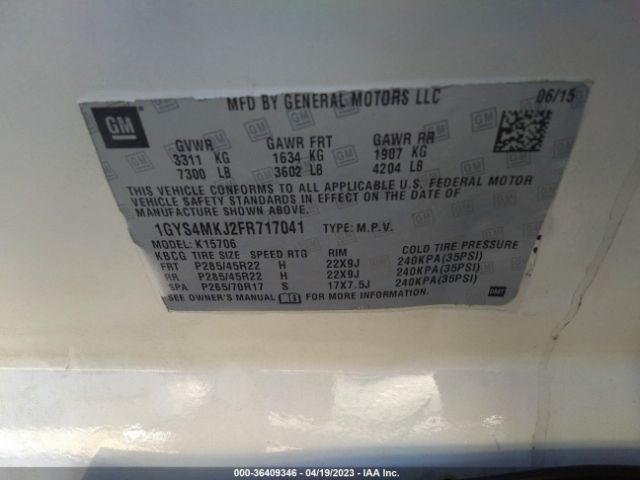 MFD BY GENERAL MOTORS LLC 06/15
GM
GVWR GAWR FRT GAWR RR
3311 KG 1634 KG 1907 KG
7300 LB 3602 LB 4204 LB
THIS VEHICLE CONFORMS TO ALL APPLICABLE U.S. FEDERAL MOTOR
VEHICLE SAFETY STANDARDS IN EFFECT ON THE DATE OF
MANUFACTURE SHOWN ABOVE.
1GYS4MKJ2FR717041 TYPE: M.P.V.
MODEL: K15706
KBCG TIRE SIZE SPEED RTG RIM COLD TIRE PRESSURE
FRT P285/45R22 H 22X9J 240KPA(35PSI)
RR P285/45R22 H 22X9J 240KPA(35PSI)
SPA P265/70R17 S 17X7.5J 240KPA(35PSI)
SEE OWNER'S MANUAL FOR MORE INFORMATION. DMT
000-36409346 - 04/19/2023 - IAA Inc.